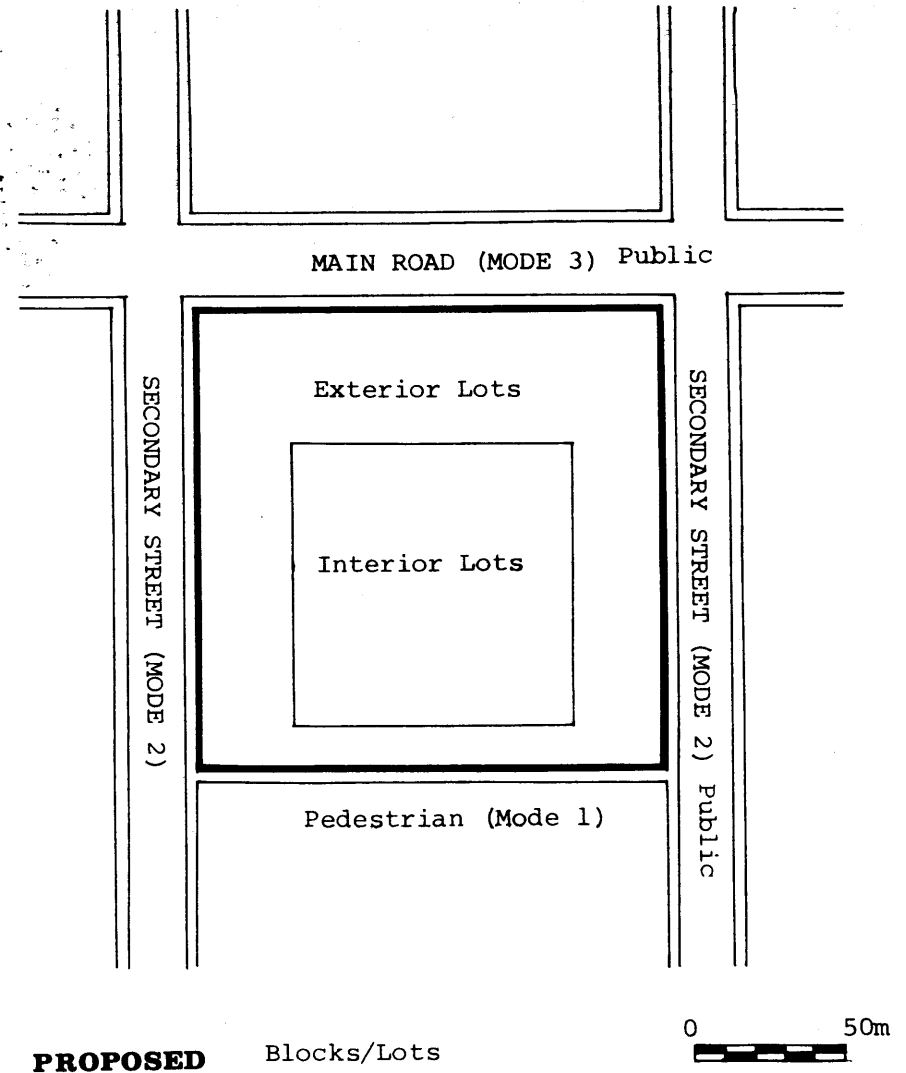 MAIN ROAD (MODE 3) Public
Exterior Lots
SECONDARY STREET (MODE 2)
SECONDARY STREET (MODE 2) Public
Interior Lots
Pedestrian (Mode 1)
0 50m
PROPOSED Blocks/Lots